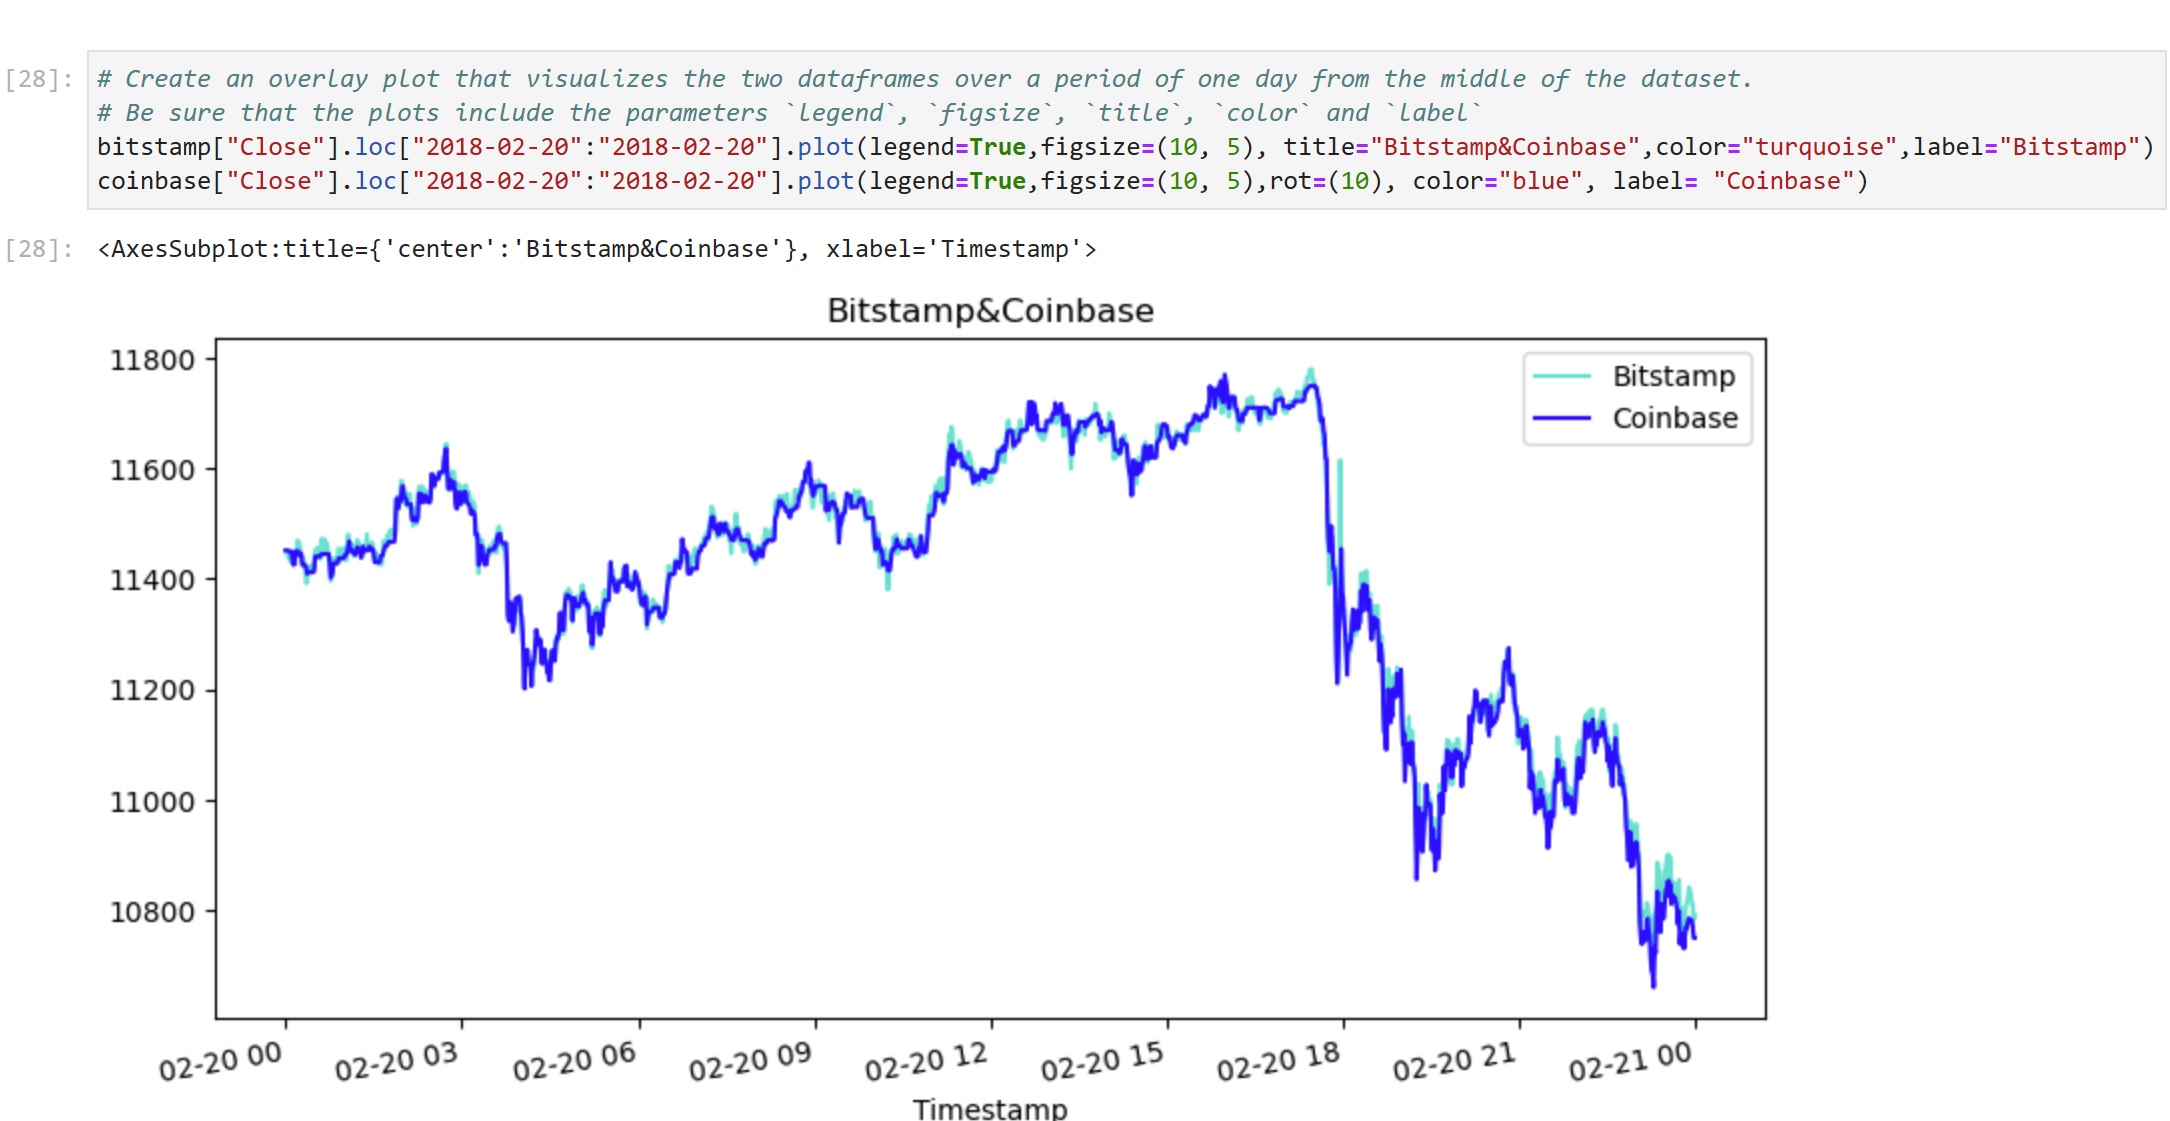 [28]: # Create an overlay plot that visualizes the two dataframes over a period of one day from the middle of the dataset.
# Be sure that the plots include the parameters `legend`, `figsize`, `title`, `color` and `label`
bitstamp["Close"].loc["2018-02-20":"2018-02-20"].plot(legend=True,figsize=(10, 5), title="Bitstamp&Coinbase",color="turquoise",label="Bitstamp")
coinbase["Close"].loc["2018-02-20":"2018-02-20"].plot(legend=True,figsize=(10, 5),rot=(10), color="blue", label= "Coinbase")
[28]: <AxesSubplot:title={'center':'Bitstamp&Coinbase'}, xlabel='Timestamp'>
Bitstamp&Coinbase
Bitstamp
Coinbase
11800
11600
11400
11200
11000
10800
02-20 00 02-20 03 02-20 06 02-20 09 02-20 12 02-20 15 02-20 18 02-20 21 02-21 00
Timestamp